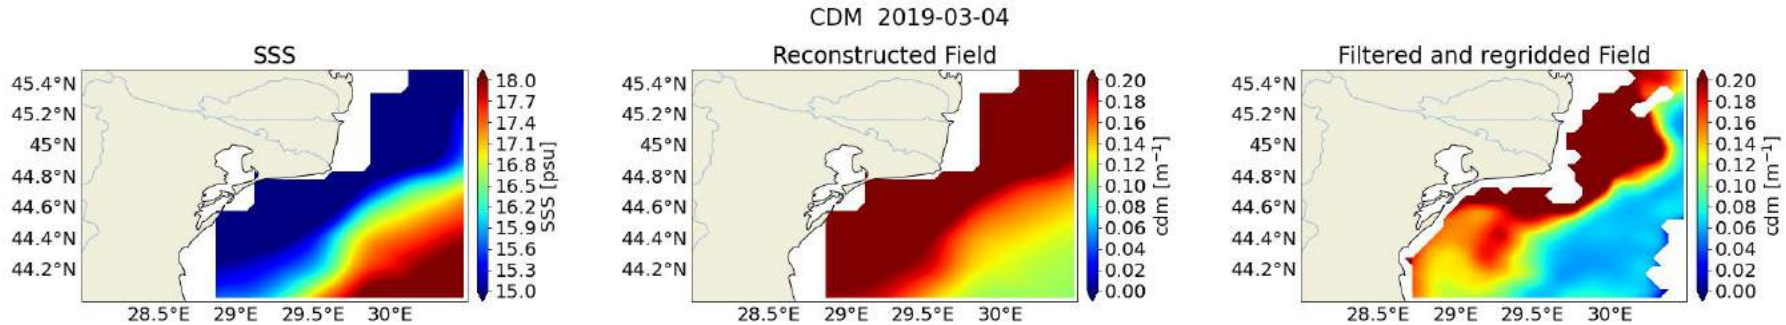 CDM 2019-03-04
SSS
45.4°N
45.2°N
45°N
44.8°N
44.6°N
44.4°N
44.2°N
28.5°E 29°E 29.5°E 30°E
18.0
17.7
17.4
17.1
16.8
16.5
16.2
15.9
15.6
15.3
15.0
SSS [psu]
Reconstructed Field
45.4°N
45.2°N
45°N
44.8°N
44.6°N
44.4°N
44.2°N
28.5°E 29°E 29.5°E 30°E
0.20
0.18
0.16
0.14
0.12
0.10
0.08
0.06
0.04
0.02
0.00
cdm [m⁻¹]
Filtered and regridded Field
45.4°N
45.2°N
45°N
44.8°N
44.6°N
44.4°N
44.2°N
28.5°E 29°E 29.5°E 30°E
0.20
0.18
0.16
0.14
0.12
0.10
0.08
0.06
0.04
0.02
0.00
cdm [m⁻¹]